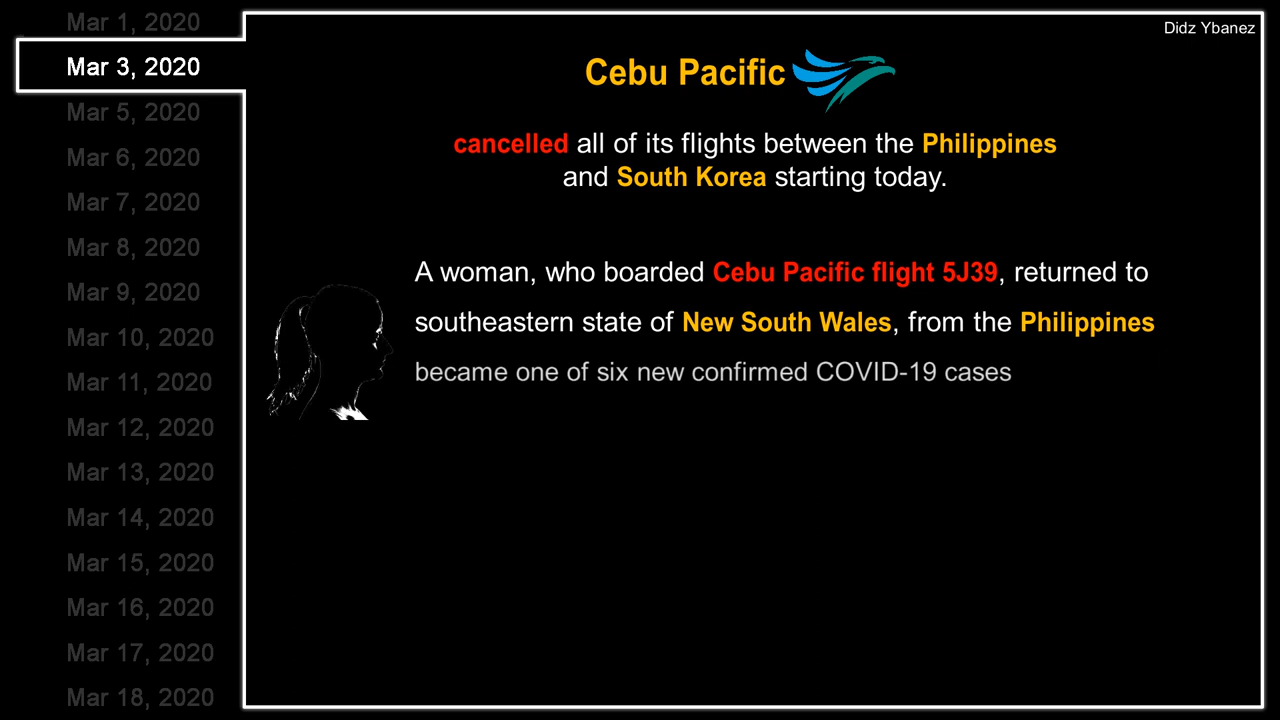 Mar 1, 2020
Mar 3, 2020
Mar 5, 2020
Mar 6, 2020
Mar 7, 2020
Mar 8, 2020
Mar 9, 2020
Mar 10, 2020
Mar 11, 2020
Mar 12, 2020
Mar 13, 2020
Mar 14, 2020
Mar 15, 2020
Mar 16, 2020
Mar 17, 2020
Mar 18, 2020
Didz Ybanez
Cebu Pacific
cancelled all of its flights between the Philippines
and South Korea starting today.
A woman, who boarded Cebu Pacific flight 5J39, returned to
southeastern state of New South Wales, from the Philippines
became one of six new confirmed COVID-19 cases